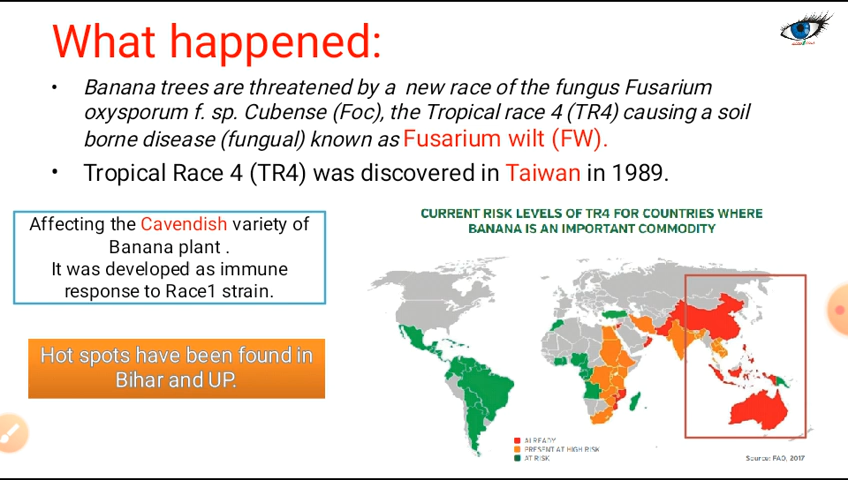 What happened:
• Banana trees are threatened by a new race of the fungus Fusarium
oxysporum f. sp. Cubense (Foc), the Tropical race 4 (TR4) causing a soil
borne disease (fungual) known as Fusarium wilt (FW).
• Tropical Race 4 (TR4) was discovered in Taiwan in 1989.
Affecting the Cavendish variety of
Banana plant .
It was developed as immune
response to Race1 strain.
Hot spots have been found in
Bihar and UP.
CURRENT RISK LEVELS OF TR4 FOR COUNTRIES WHERE
BANANA IS AN IMPORTANT COMMODITY
ALREADY
PRESENT AT HIGH RISK
AT RISK
Source: FAO, 2017